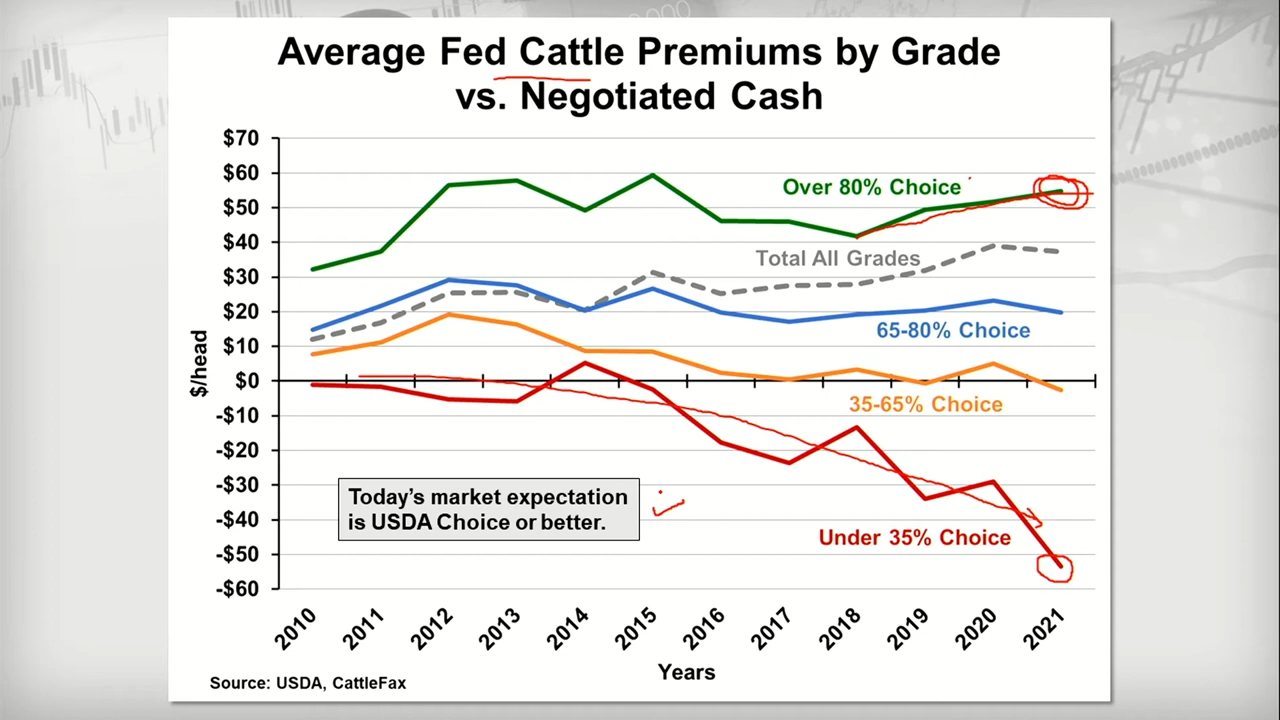 Average Fed Cattle Premiums by Grade
vs. Negotiated Cash
$70
$60
$50
$40
$30
$20
$10
$0
-$10
-$20
-$30
-$40
-$50
-$60
$/head
Over 80% Choice
Total All Grades
65-80% Choice
35-65% Choice
Under 35% Choice
Today's market expectation
is USDA Choice or better.
2010
2011
2012
2013
2014
2015
2016
2017
2018
2019
2020
2021
Years
Source: USDA, CattleFax